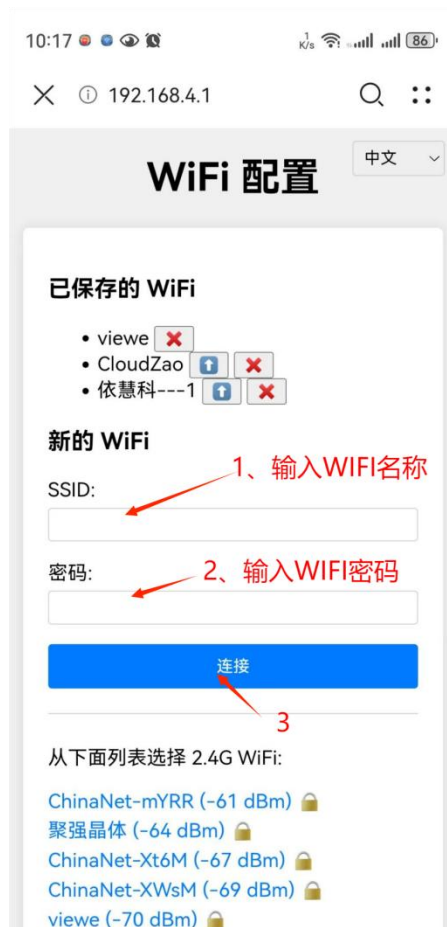 10:17
1 K/s 86
192.168.4.1
中文
WiFi 配置
已保存的 WiFi
viewe
CloudZao
依慧科---1
新的 WiFi
1、输入WIFI名称
SSID:
密码:
2、输入WIFI密码
连接
3
从下面列表选择 2.4G WiFi:
ChinaNet-mYRR (-61 dBm)
聚强晶体 (-64 dBm)
ChinaNet-Xt6M (-67 dBm)
ChinaNet-XWsM (-69 dBm)
viewe (-70 dBm)